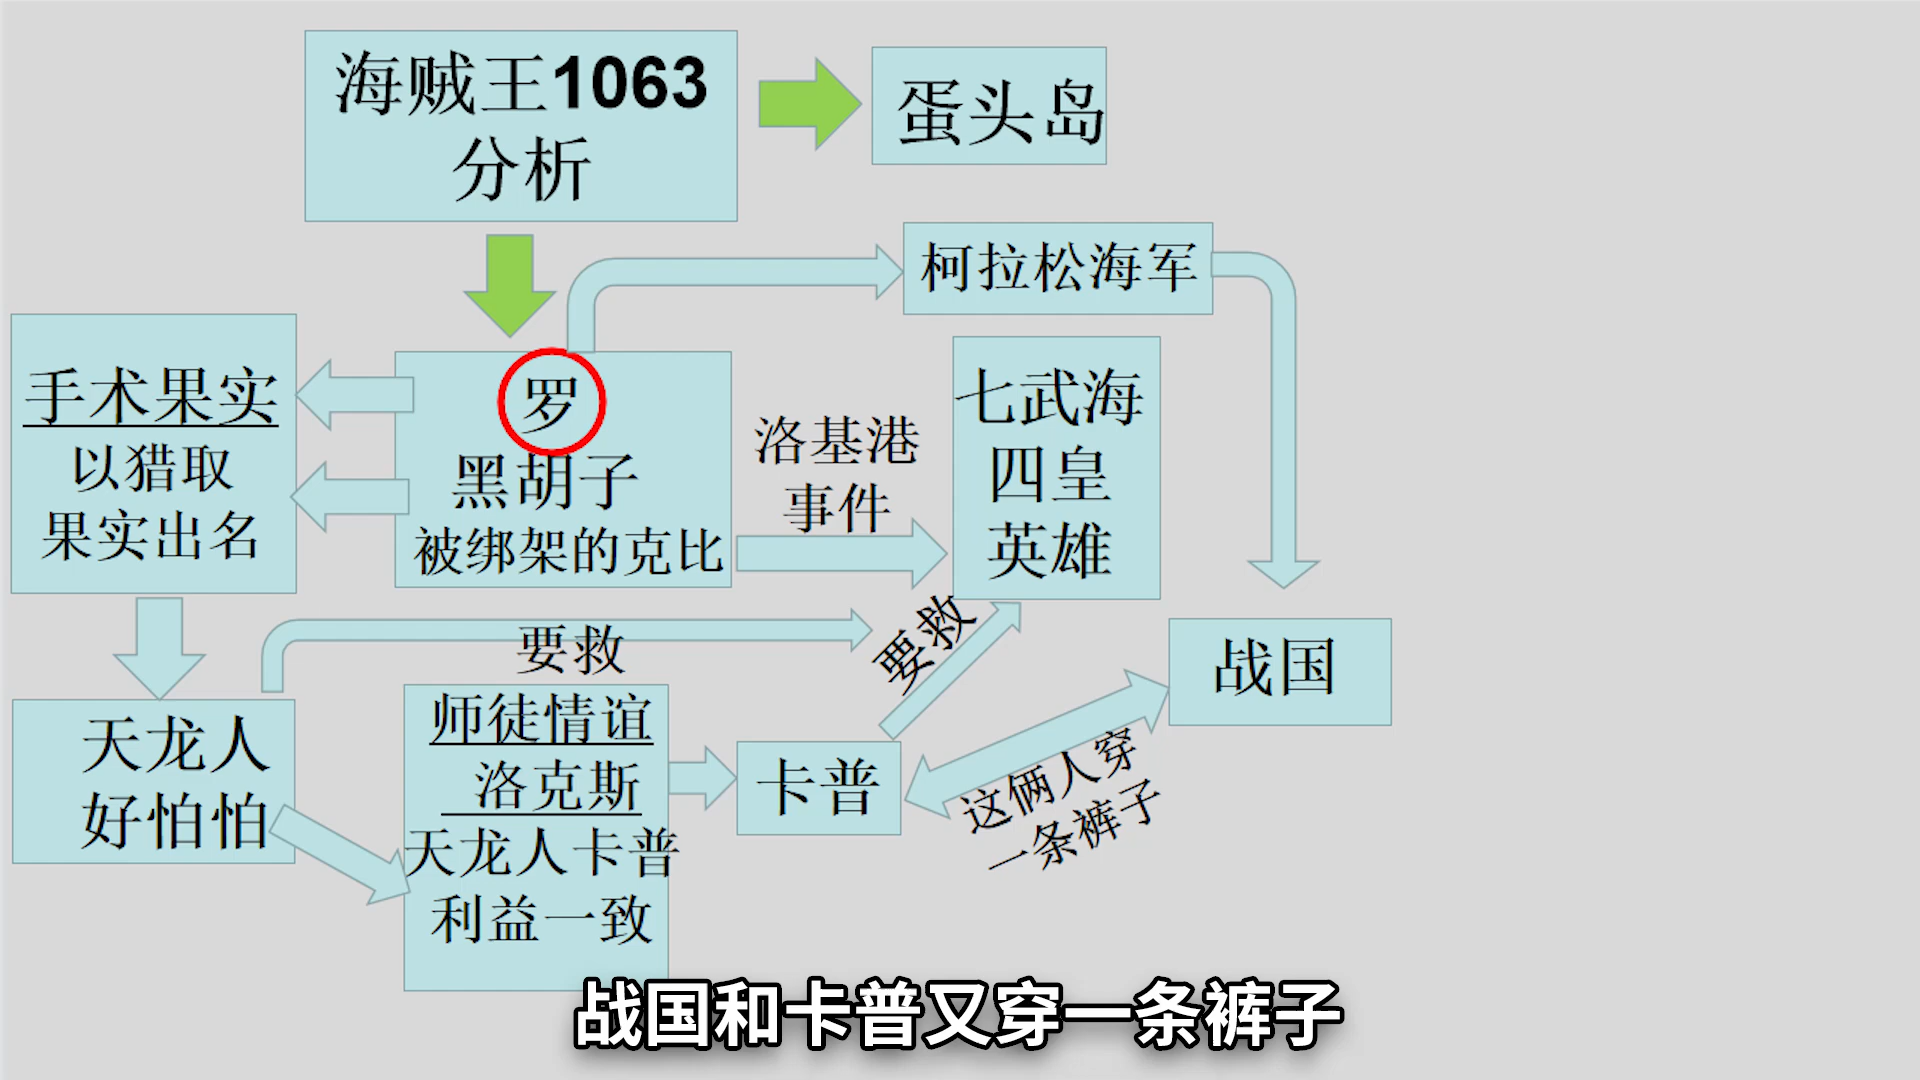 海贼王1063
分析
蛋头岛
柯拉松海军
手术果实
以猎取
果实出名
罗
黑胡子
被绑架的克比
洛基港
事件
七武海
四皇
英雄
要救
要救
天龙人
好怕怕
师徒情谊
洛克斯
天龙人卡普
利益一致
卡普
战国
这俩人穿
一条裤子
战国和卡普又穿一条裤子